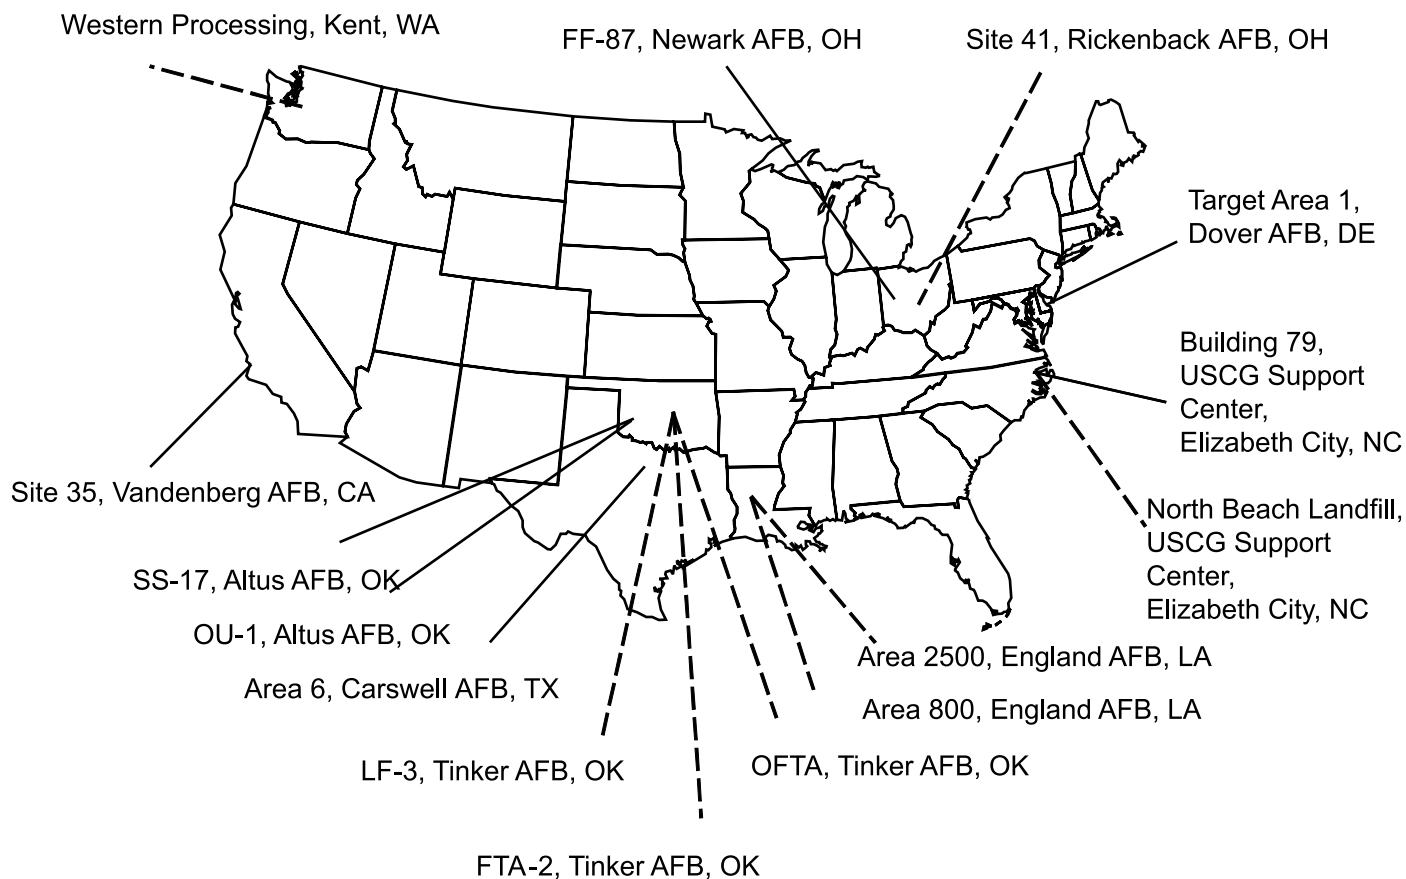 Western Processing, Kent, WA
FF-87, Newark AFB, OH
Site 41, Rickenback AFB, OH
Target Area 1,
Dover AFB, DE
Building 79,
USCG Support
Center,
Elizabeth City, NC
Site 35, Vandenberg AFB, CA
North Beach Landfill,
USCG Support
Center,
Elizabeth City, NC
SS-17, Altus AFB, OK
OU-1, Altus AFB, OK
Area 2500, England AFB, LA
Area 6, Carswell AFB, TX
Area 800, England AFB, LA
LF-3, Tinker AFB, OK
OFTA, Tinker AFB, OK
FTA-2, Tinker AFB, OK